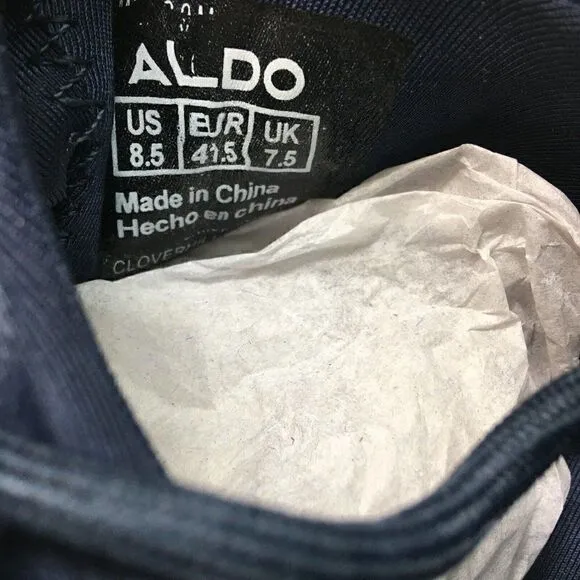 ALDO
US EUR UK
8.5 41.5 7.5
Made in China
Hecho en china